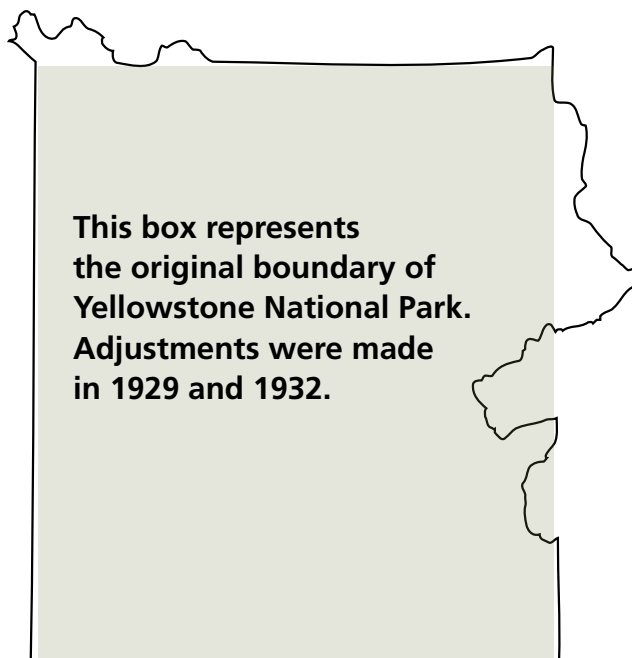 This box represents
the original boundary of
Yellowstone National Park.
Adjustments were made
in 1929 and 1932.